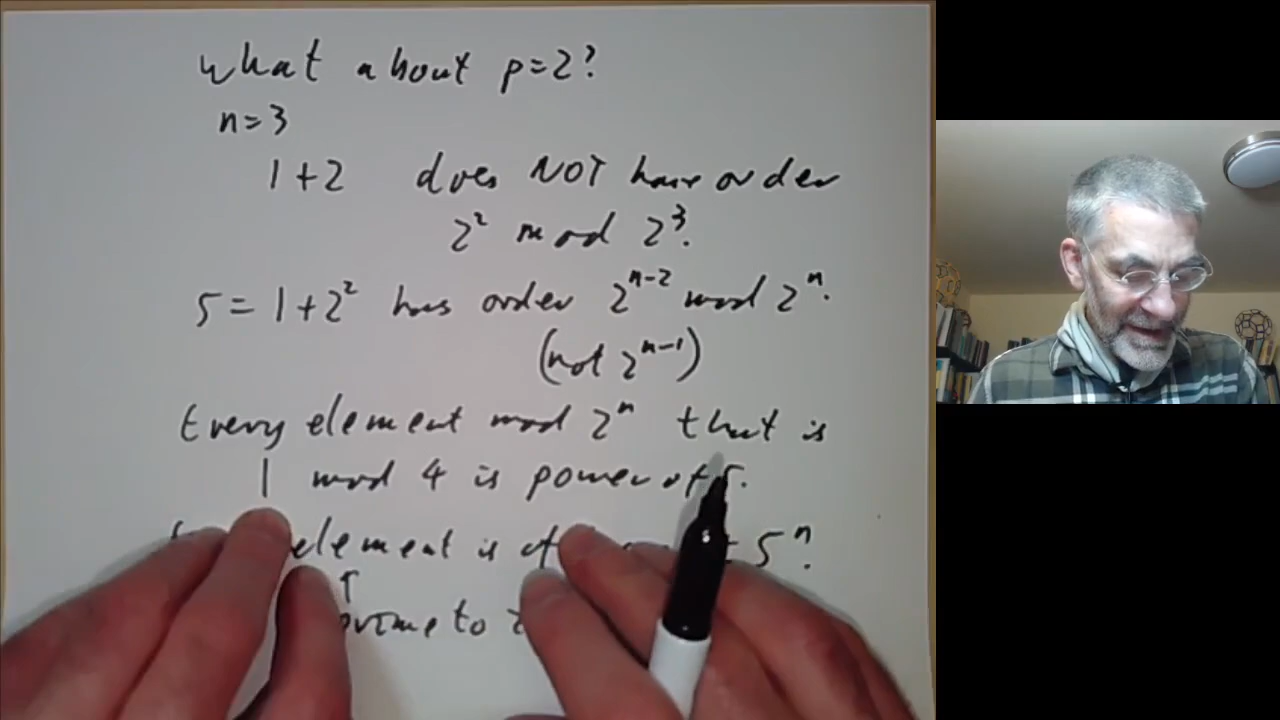 What about p=2?
n=3
1+2 does NOT have order
2² mod 2³.
5 = 1+2² has order 2ⁿ⁻² mod 2ⁿ.
(not 2ⁿ⁻¹)
Every element mod 2ⁿ that is
1 mod 4 is power of 5.
element is of ± 5ⁿ.
↑
prime to 2